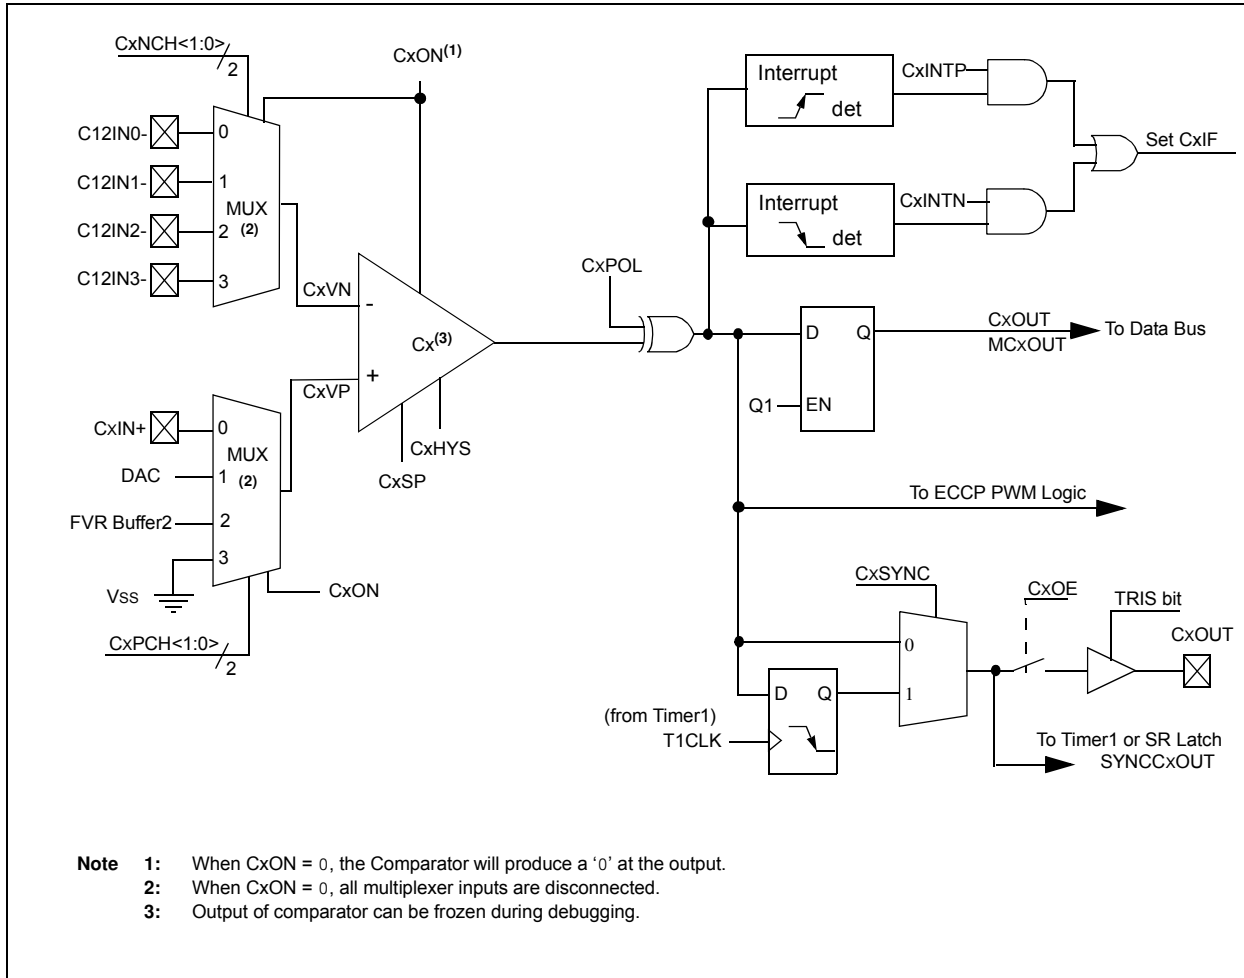 CxNCH<1:0>
2
CxON(1)
C12IN0-
0
C12IN1-
1
MUX
(2)
C12IN2-
2
C12IN3-
3
CxVN
-
Cx(3)
+
CxVP
CxHYS
CxSP
CxIN+
0
MUX
(2)
DAC
1
FVR Buffer2
2
3
VSS
CxON
CxPCH<1:0>
2
Interrupt
det
CxINTP
Set CxIF
Interrupt
det
CxINTN
CxPOL
D
Q
CxOUT
MCxOUT
To Data Bus
Q1
EN
To ECCP PWM Logic
CxSYNC
CxOE
TRIS bit
CxOUT
0
1
D
Q
(from Timer1)
T1CLK
To Timer1 or SR Latch
SYNCCxOUT
Note 1: When CxON = 0, the Comparator will produce a ‘0’ at the output.
2: When CxON = 0, all multiplexer inputs are disconnected.
3: Output of comparator can be frozen during debugging.